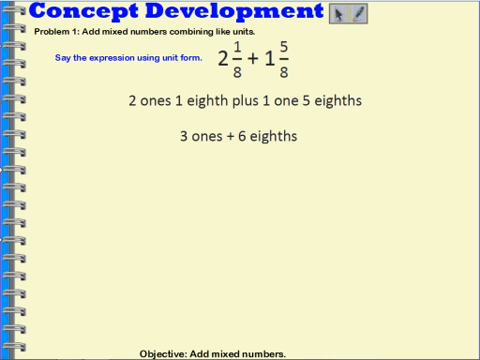 Concept Development
Problem 1: Add mixed numbers combining like units.
Say the expression using unit form. 2 1/8 + 1 5/8
2 ones 1 eighth plus 1 one 5 eighths
3 ones + 6 eighths
Objective: Add mixed numbers.